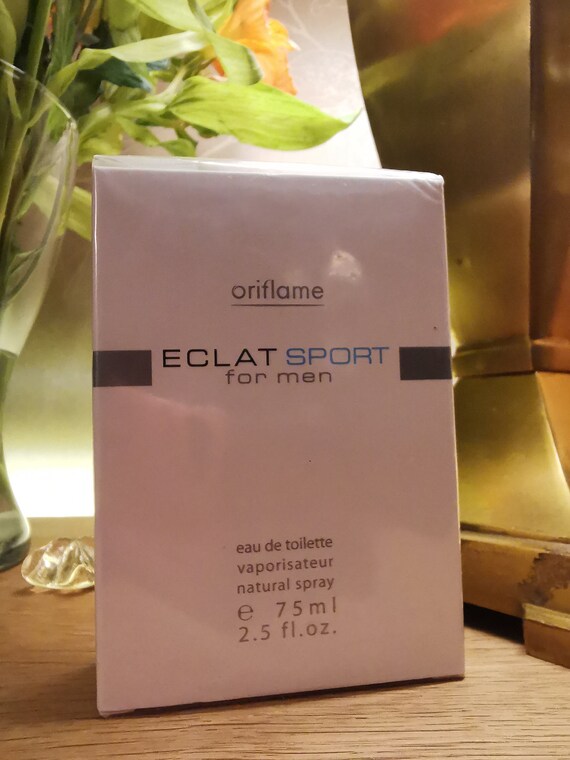 oriflame
ECLAT SPORT
for men
eau de toilette
vaporisateur
natural spray
℮ 75ml
2.5 fl.oz.